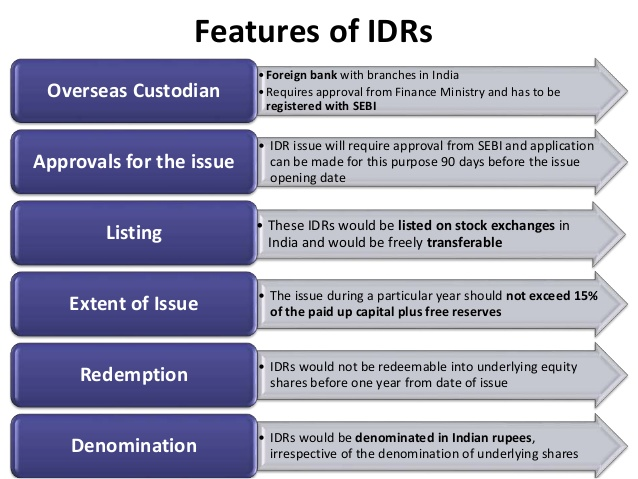 Features of IDRs
Overseas Custodian
•Foreign bank with branches in India
•Requires approval from Finance Ministry and has to be
registered with SEBI
Approvals for the issue
• IDR issue will require approval from SEBI and application
can be made for this purpose 90 days before the issue
opening date
Listing
• These IDRs would be listed on stock exchanges in
India and would be freely transferable
Extent of Issue
• The issue during a particular year should not exceed 15%
of the paid up capital plus free reserves
Redemption
• IDRs would not be redeemable into underlying equity
shares before one year from date of issue
Denomination
• IDRs would be denominated in Indian rupees,
irrespective of the denomination of underlying shares